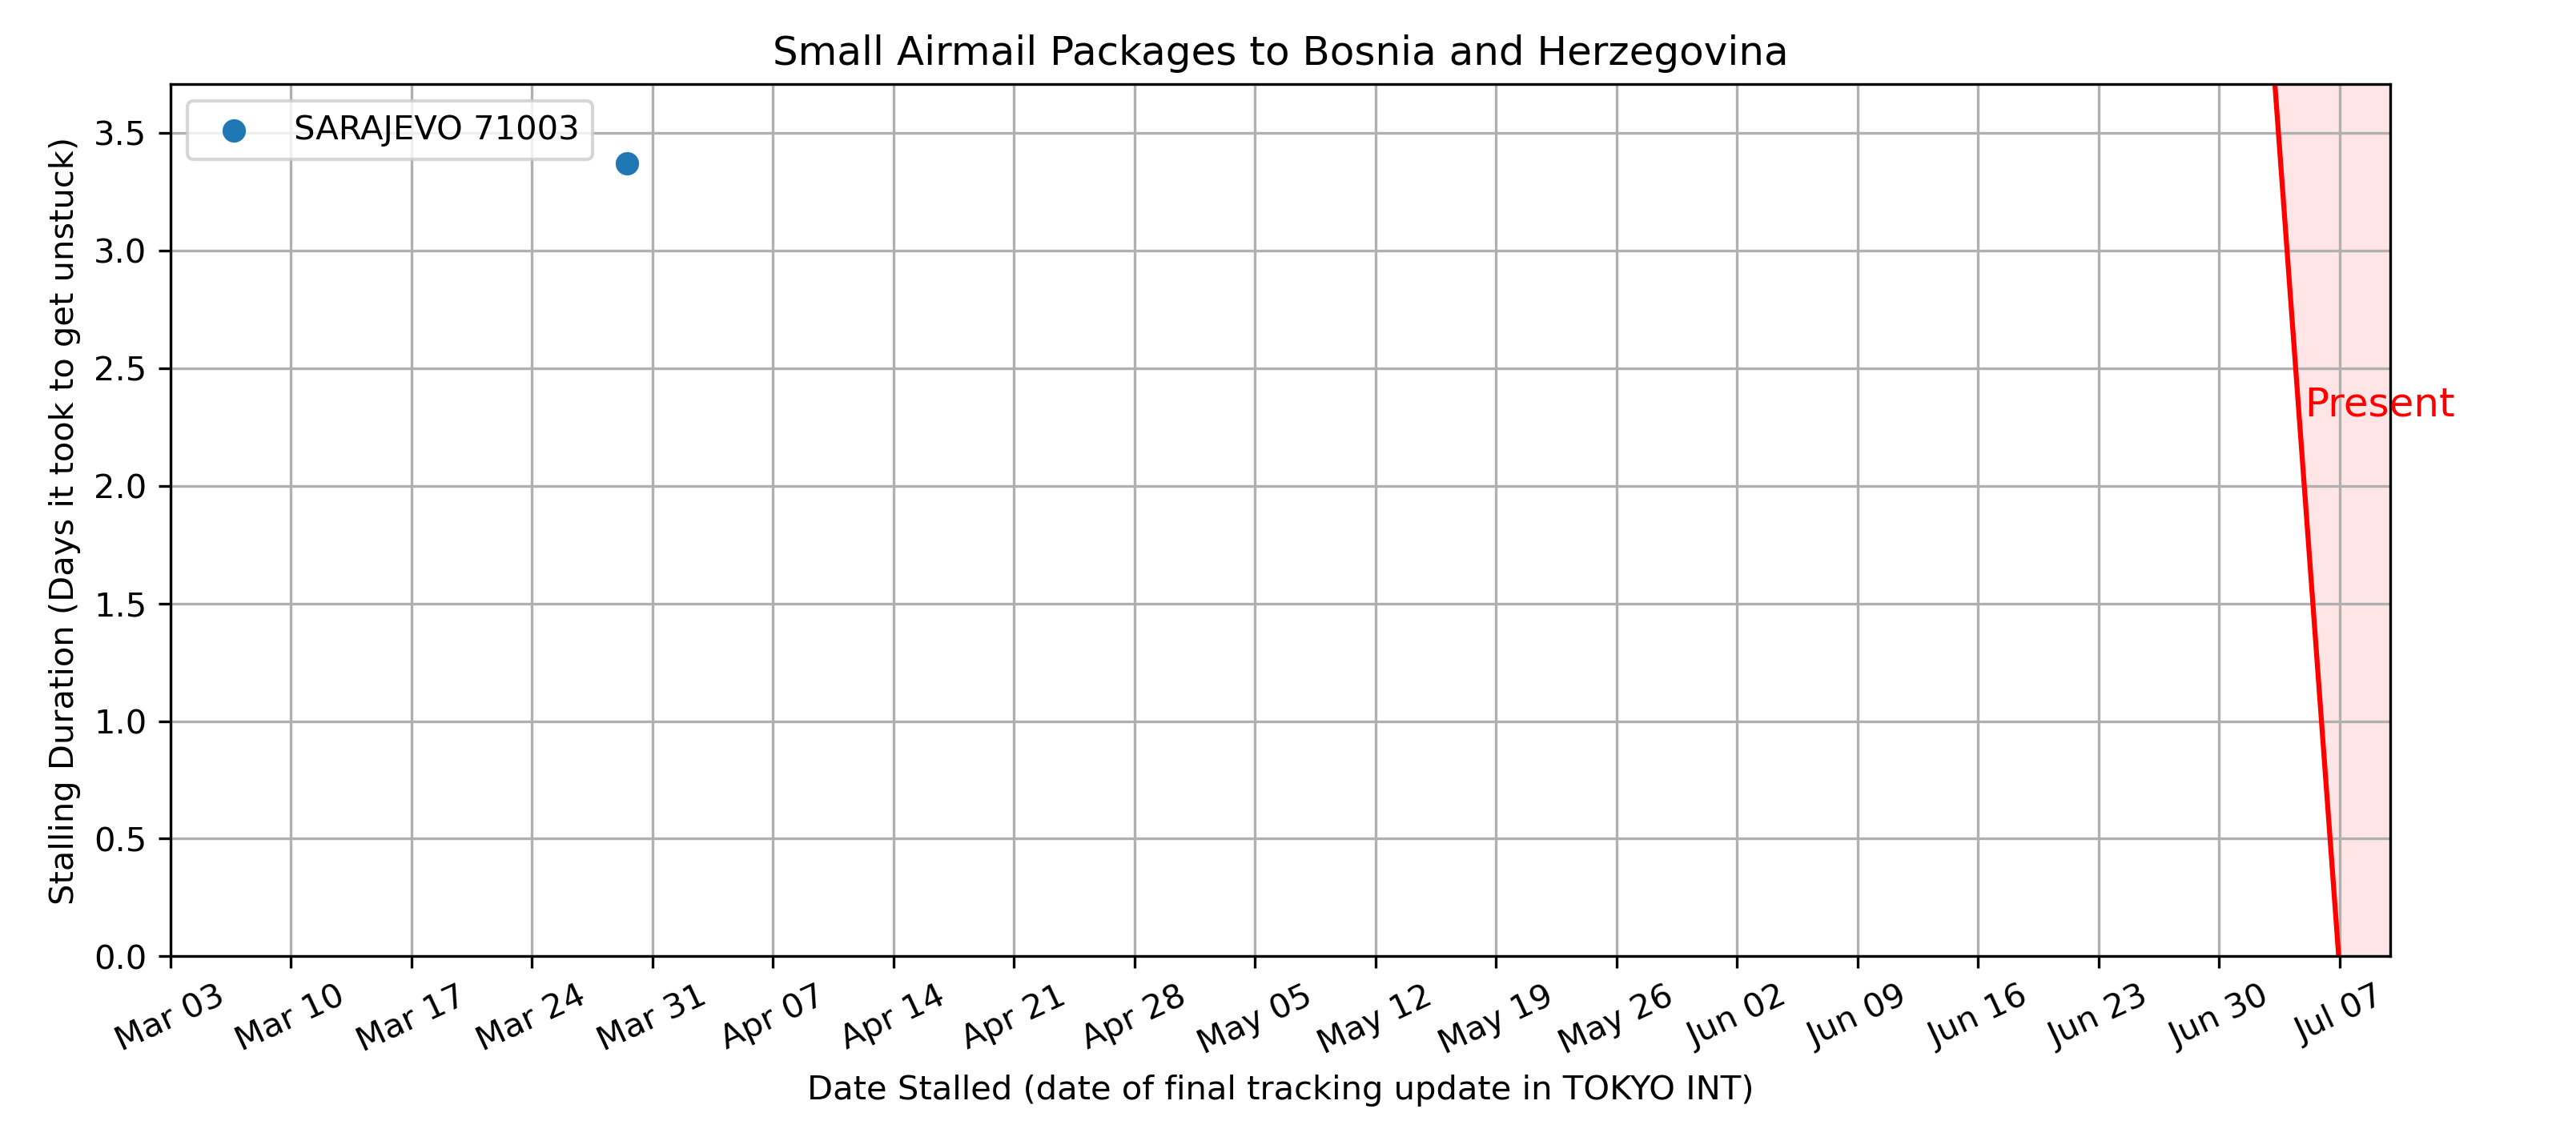 Small Airmail Packages to Bosnia and Herzegovina
SARAJEVO 71003
Stalling Duration (Days it took to get unstuck)
3.5
3.0
2.5
2.0
1.5
1.0
0.5
0.0
Present
Mar 03 Mar 10 Mar 17 Mar 24 Mar 31 Apr 07 Apr 14 Apr 21 Apr 28 May 05 May 12 May 19 May 26 Jun 02 Jun 09 Jun 16 Jun 23 Jun 30 Jul 07
Date Stalled (date of final tracking update in TOKYO INT)